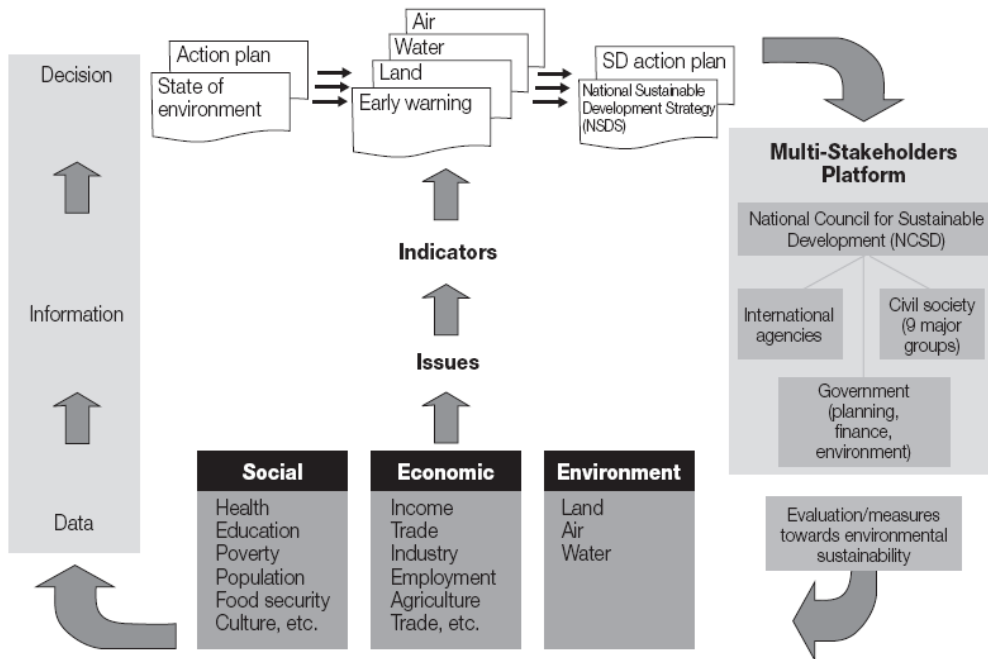 Decision
Information
Data
Action plan
State of
environment
Air
Water
Land
Early warning
SD action plan
National Sustainable
Development Strategy
(NSDS)
Indicators
Issues
Social
Health
Education
Poverty
Population
Food security
Culture, etc.
Economic
Income
Trade
Industry
Employment
Agriculture
Trade, etc.
Environment
Land
Air
Water
Multi-Stakeholders
Platform
National Council for Sustainable
Development (NCSD)
International
agencies
Civil society
(9 major
groups)
Government
(planning,
finance,
environment)
Evaluation/measures
towards environmental
sustainability